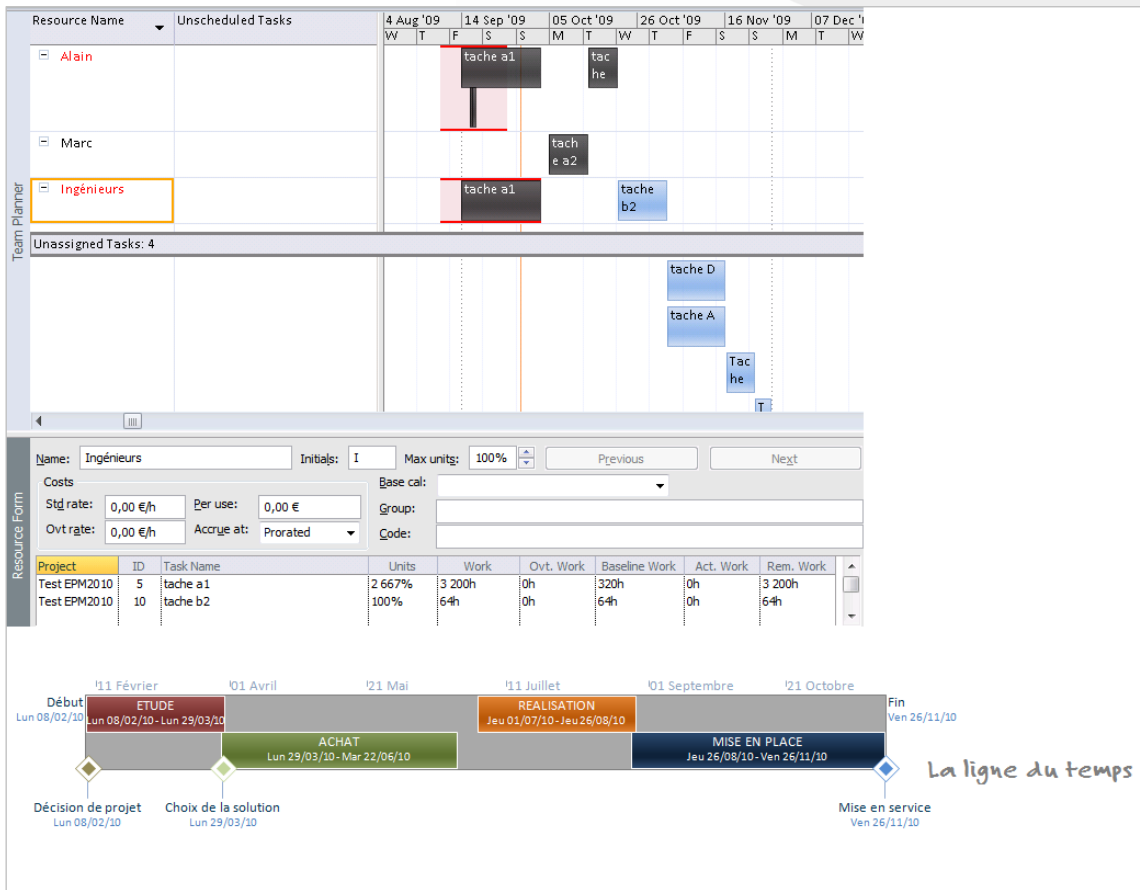 Resource Name Unscheduled Tasks 4 Aug '09 14 Sep '09 05 Oct '09 26 Oct '09 16 Nov '09 07 Dec
W T F S S M T W T F S S M T W
Alain
tache a1
tac
he
Marc
tach
e a2
Ingénieurs
tache a1
tache
b2
Team Planner
Unassigned Tasks: 4
tache D
tache A
Tac
he
T
Resource Form
Name: Ingénieurs Initials: I Max units: 100% Previous Next
Costs Base cal:
Std rate: 0,00 €/h Per use: 0,00 € Group:
Ovt rate: 0,00 €/h Accrue at: Prorated Code:
Project ID Task Name Units Work Ovt. Work Baseline Work Act. Work Rem. Work
Test EPM2010 5 tache a1 2 667% 3 200h 0h 320h 0h 3 200h
Test EPM2010 10 tache b2 100% 64h 0h 64h 0h 64h
'11 Février '01 Avril '21 Mai '11 Juillet '01 Septembre '21 Octobre
Début
Lun 08/02/10
ETUDE
Lun 08/02/10-Lun 29/03/10
REALISATION
Jeu 01/07/10-Jeu 26/08/10
Fin
Ven 26/11/10
ACHAT
Lun 29/03/10-Mar 22/06/10
MISE EN PLACE
Jeu 26/08/10-Ven 26/11/10
La ligne du temps
Décision de projet
Lun 08/02/10
Choix de la solution
Lun 29/03/10
Mise en service
Ven 26/11/10